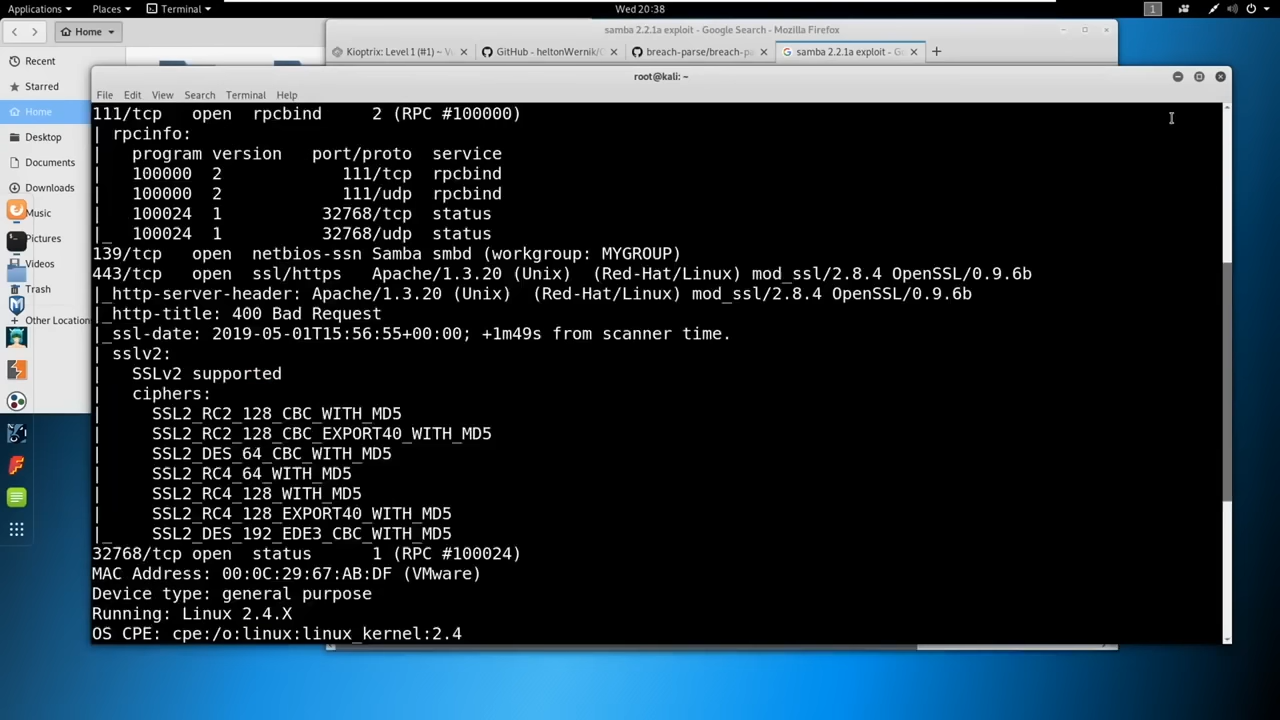 Applications Places Terminal Wed 20:38 1
Home
samba 2.2.1a exploit - Google Search - Mozilla Firefox
Kioptrix: Level 1 (#1) ~ V
GitHub - heltonWernik/
breach-parse/breach-pa
samba 2.2.1a exploit - Go
root@kali: ~
File Edit View Search Terminal Help
Recent
Starred
Home
Desktop
Documents
Downloads
Music
Pictures
Videos
Trash
Other Location
111/tcp open rpcbind 2 (RPC #100000)
| rpcinfo:
| program version port/proto service
| 100000 2 111/tcp rpcbind
| 100000 2 111/udp rpcbind
| 100024 1 32768/tcp status
|_ 100024 1 32768/udp status
139/tcp open netbios-ssn Samba smbd (workgroup: MYGROUP)
443/tcp open ssl/https Apache/1.3.20 (Unix) (Red-Hat/Linux) mod_ssl/2.8.4 OpenSSL/0.9.6b
|_http-server-header: Apache/1.3.20 (Unix) (Red-Hat/Linux) mod_ssl/2.8.4 OpenSSL/0.9.6b
|_http-title: 400 Bad Request
|_ssl-date: 2019-05-01T15:56:55+00:00; +1m49s from scanner time.
| sslv2:
| SSLv2 supported
| ciphers:
| SSL2_RC2_128_CBC_WITH_MD5
| SSL2_RC2_128_CBC_EXPORT40_WITH_MD5
| SSL2_DES_64_CBC_WITH_MD5
| SSL2_RC4_64_WITH_MD5
| SSL2_RC4_128_WITH_MD5
| SSL2_RC4_128_EXPORT40_WITH_MD5
|_ SSL2_DES_192_EDE3_CBC_WITH_MD5
32768/tcp open status 1 (RPC #100024)
MAC Address: 00:0C:29:67:AB:DF (VMware)
Device type: general purpose
Running: Linux 2.4.X
OS CPE: cpe:/o:linux:linux_kernel:2.4